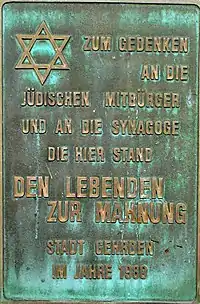 ZUM GEDENKEN
AN DIE
JÜDISCHEN MITBÜRGER
UND AN DIE SYNAGOGE
DIE HIER STAND
DEN LEBENDEN
ZUR MAHNUNG
STADT GEHRDEN
IM JAHRE